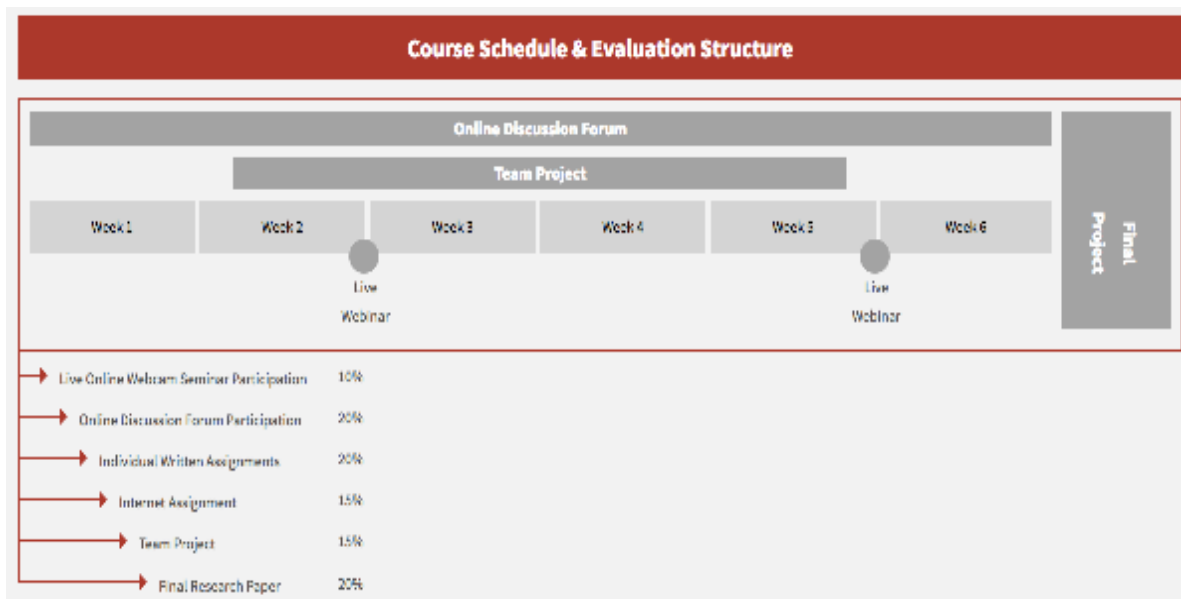 Course Schedule & Evaluation Structure
Online Discussion Forum
Team Project
Week 1
Week 2
Week 3
Week 4
Week 5
Week 6
Live
Webinar
Live
Webinar
Final
Project
Live Online Webcam Seminar Participation 10%
Online Discussion Forum Participation 20%
Individual Written Assignments 20%
Internet Assignment 15%
Team Project 15%
Final Research Paper 20%